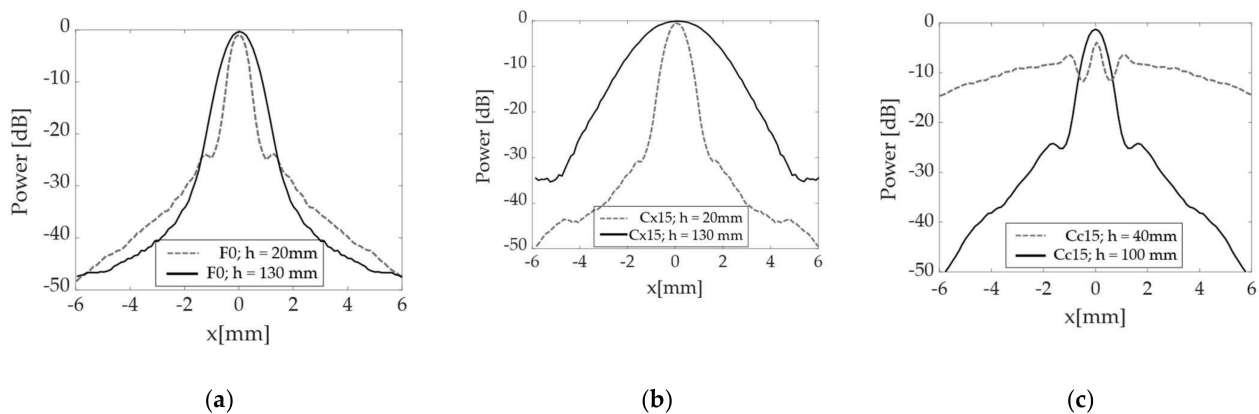 0
-10
-20
-30
-40
-50
Power [dB]
F0; h = 20mm
F0; h = 130 mm
-6 -4 -2 0 2 4 6
x[mm]
(a)
0
-10
-20
-30
-40
-50
Power [dB]
Cx15; h = 20mm
Cx15; h = 130 mm
-6 -4 -2 0 2 4 6
x[mm]
(b)
0
-10
-20
-30
-40
-50
Power [dB]
Cc15; h = 40mm
Cc15; h = 100 mm
-6 -4 -2 0 2 4 6
x[mm]
(c)